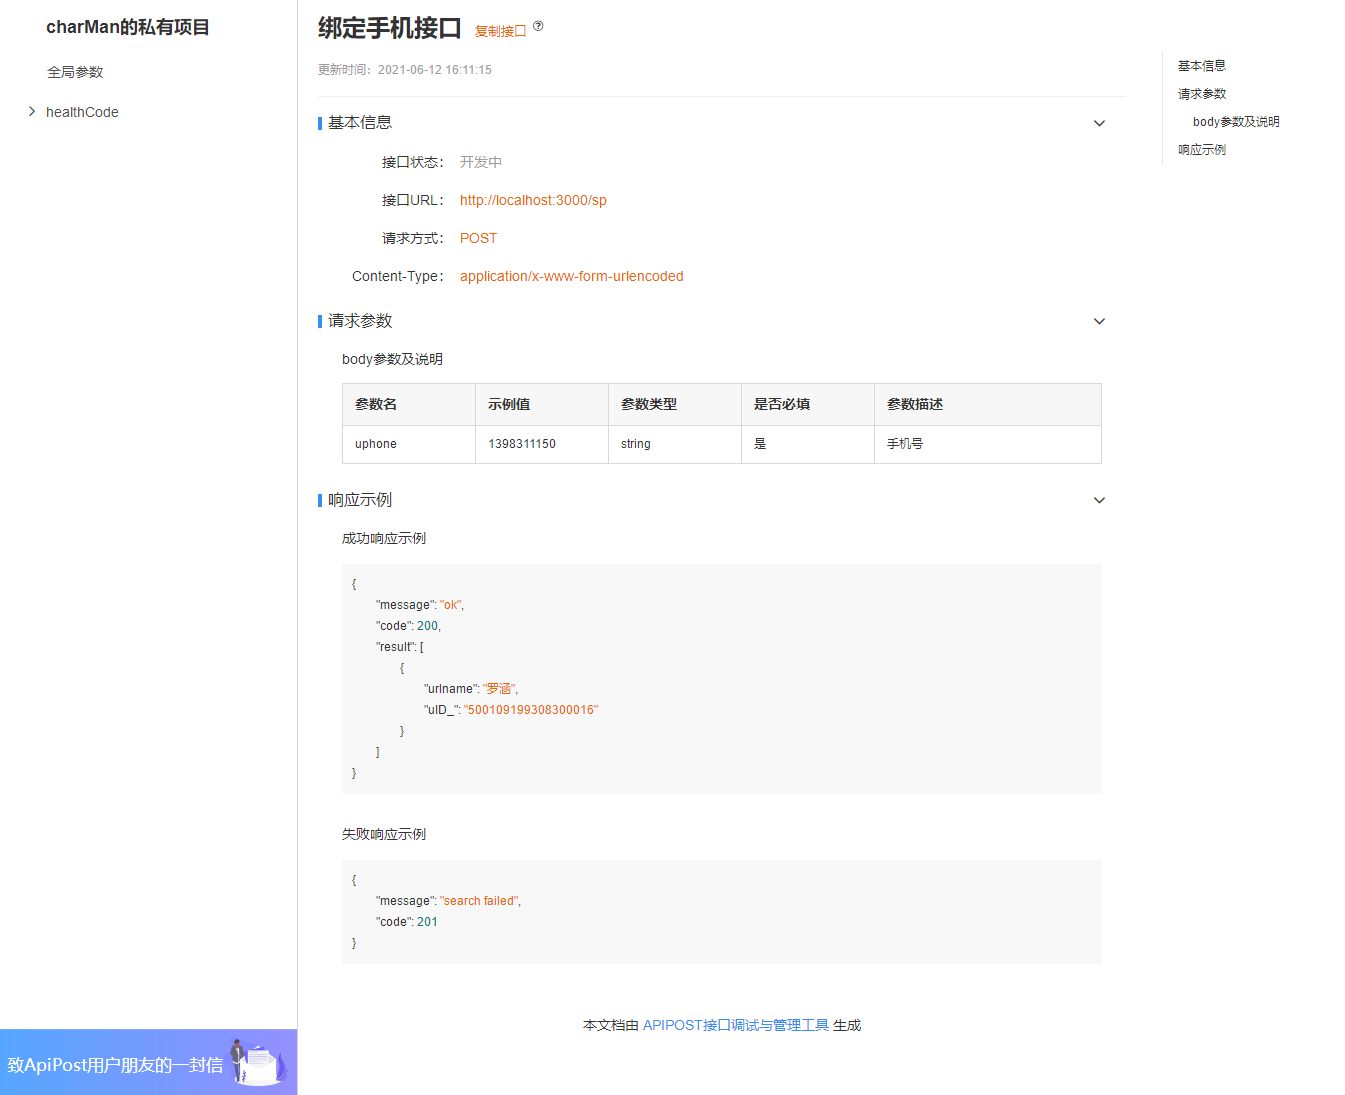 charMan的私有项目
全局参数
healthCode
致ApiPost用户朋友的一封信
绑定手机接口 复制接口
更新时间：2021-06-12 16:11:15
基本信息
接口状态： 开发中
接口URL： http://localhost:3000/sp
请求方式： POST
Content-Type： application/x-www-form-urlencoded
请求参数
body参数及说明
参数名 示例值 参数类型 是否必填 参数描述
uphone 1398311150 string 是 手机号
响应示例
成功响应示例
{
"message": "ok",
"code": 200,
"result": [
{
"urlname": "罗涵",
"uID_": "500109199308300016"
}
]
}
失败响应示例
{
"message": "search failed",
"code": 201
}
本文档由 APIPOST接口调试与管理工具 生成
基本信息
请求参数
body参数及说明
响应示例